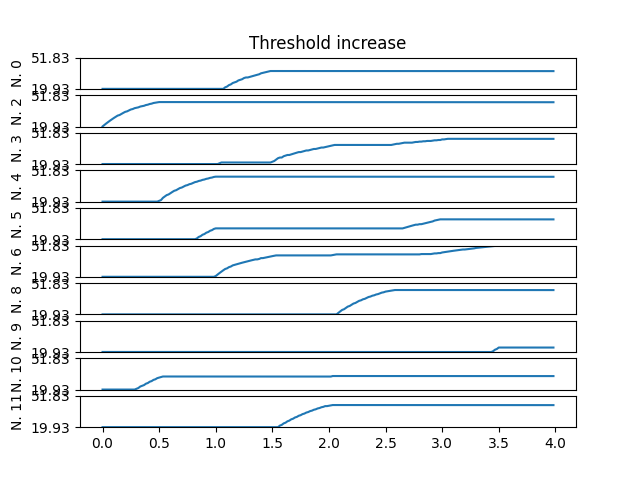 Threshold increase
51.83
N. 0
19.93
51.83
N. 2
19.93
51.83
N. 3
19.93
51.83
N. 4
19.93
51.83
N. 5
19.93
51.83
N. 6
19.93
51.83
N. 8
19.93
51.83
N. 9
19.93
51.83
N. 10
19.93
51.83
N. 11
19.93
0.0 0.5 1.0 1.5 2.0 2.5 3.0 3.5 4.0